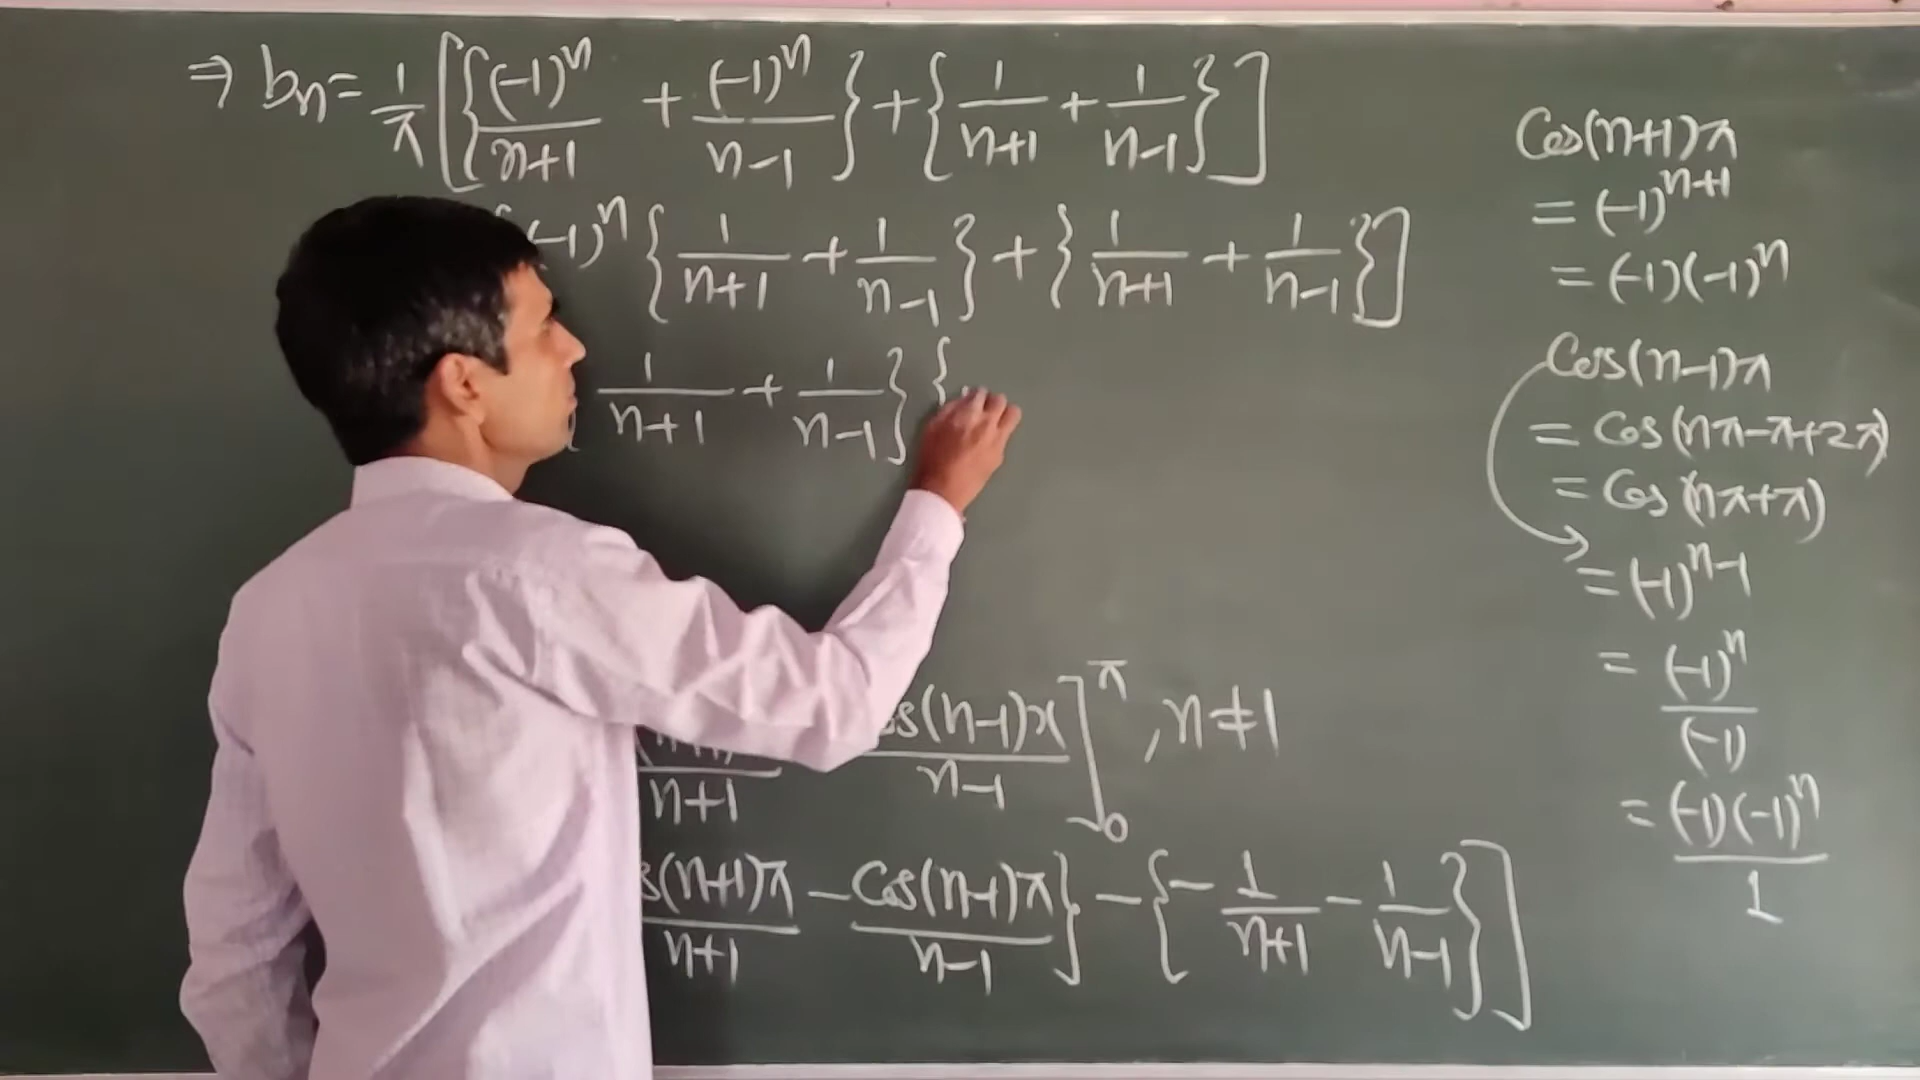 ⇒ bn = 1/π [{(-1)^n/(n+1) + (-1)^n/(n-1)} + {1/(n+1) + 1/(n-1)}]
(-1)^n {1/(n+1) + 1/(n-1)} + {1/(n+1) + 1/(n-1)}]
1/(n+1) + 1/(n-1)} {
cos(n-1)x/(n-1)]_0^π , n ≠ 1
s(n+1)π/(n+1) - Cos(n-1)π/(n-1)} - {- 1/(n+1) - 1/(n-1)}]
Cos(n+1)π
= (-1)^(n+1)
= (-1)(-1)^n
Cos(n-1)π
= Cos(nπ-π+2π)
= Cos(nπ+π)
= (-1)^(n-1)
= (-1)^n/(-1)
= (-1)(-1)^n/1